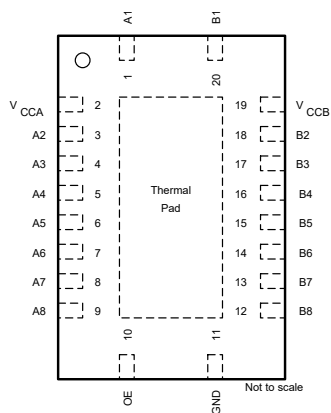 A1 B1
1 20
VCCA 2 19 VCCB
A2 3 18 B2
A3 4 17 B3
A4 5 16 B4
A5 6 15 B5
A6 7 14 B6
A7 8 13 B7
A8 9 12 B8
Thermal
Pad
10 11
OE GND
Not to scale